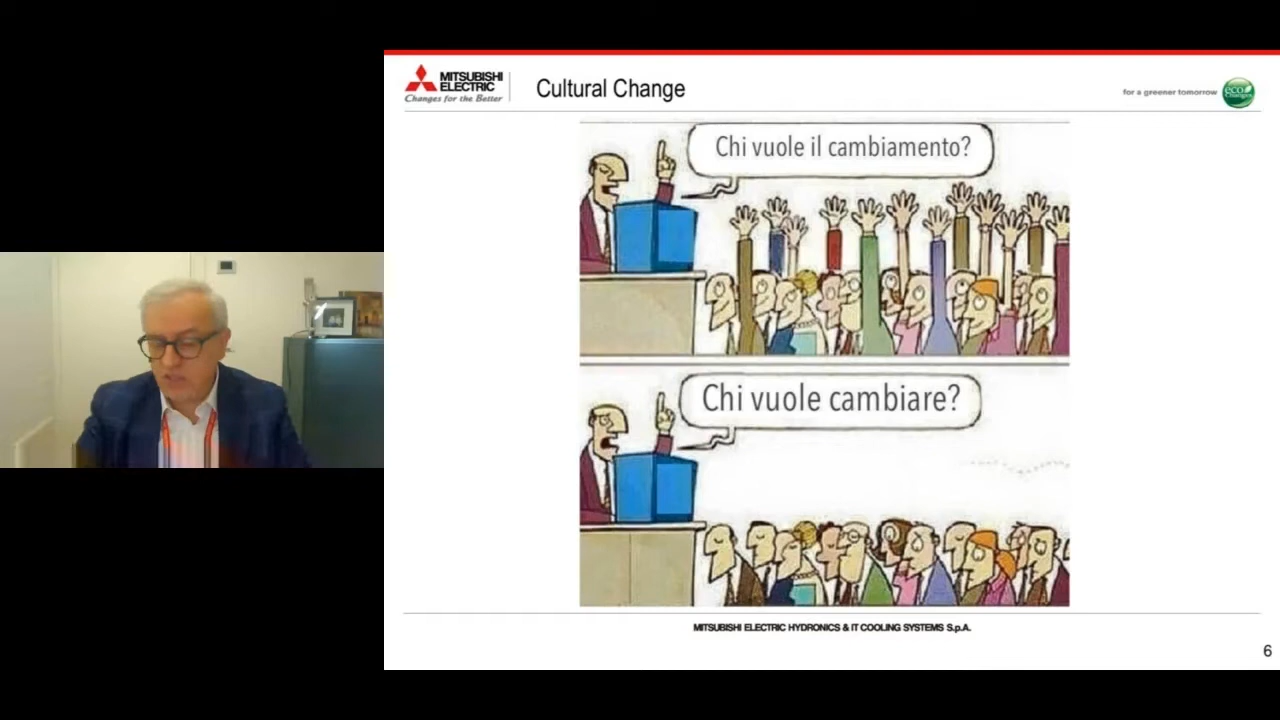 MITSUBISHI
ELECTRIC
Changes for the Better
Cultural Change
for a greener tomorrow
eco
Changes
Chi vuole il cambiamento?
Chi vuole cambiare?
MITSUBISHI ELECTRIC HYDRONICS & IT COOLING SYSTEMS S.p.A.
6